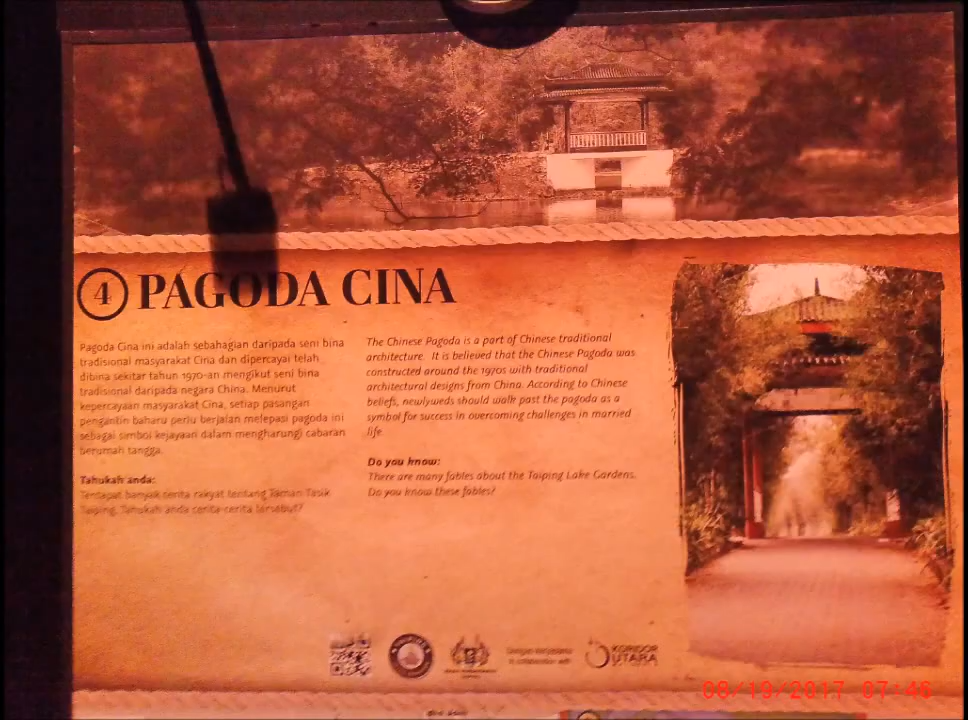 4 PAGODA CINA
Pagoda Cina ini adalah sebahagian daripada seni bina
tradisional masyarakat Cina dan dipercayai telah
dibina sekitar tahun 1970-an mengikut seni bina
tradisional daripada negara China. Menurut
kepercayaan masyarakat Cina, setiap pasangan
pengantin baharu perlu berjalan melepasi pagoda ini
sebagai simbol kejayaan dalam mengharungi cabaran
berumah tangga.
Tahukah anda:
Terdapat banyak cerita rakyat tentang Taman Tasik
Taiping. Tahukah anda cerita-cerita tersebut?
The Chinese Pagoda is a part of Chinese traditional
architecture. It is believed that the Chinese Pagoda was
constructed around the 1970s with traditional
architectural designs from China. According to Chinese
beliefs, newlyweds should walk past the pagoda as a
symbol for success in overcoming challenges in married
life.
Do you know:
There are many fables about the Taiping Lake Gardens.
Do you know these fables?
Dengan kerjasama
In collaboration with
KORIDOR
UTARA
08/19/2017 07:46